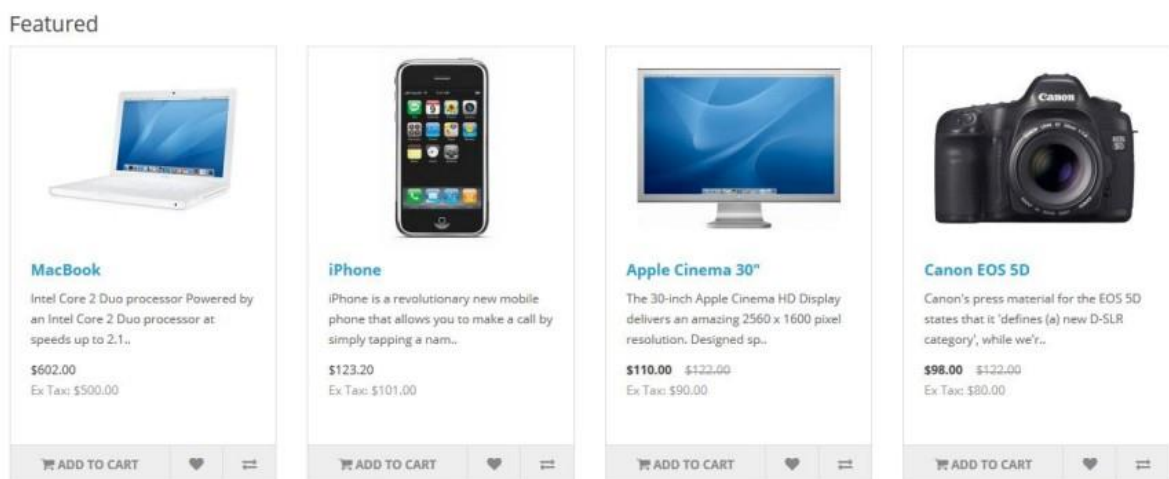 Featured
Canon
EOS
5D
MacBook
Intel Core 2 Duo processor Powered by
an Intel Core 2 Duo processor at
speeds up to 2.1..
$602.00
Ex Tax: $500.00
ADD TO CART
iPhone
iPhone is a revolutionary new mobile
phone that allows you to make a call by
simply tapping a nam..
$123.20
Ex Tax: $101.00
ADD TO CART
Apple Cinema 30"
The 30-inch Apple Cinema HD Display
delivers an amazing 2560 x 1600 pixel
resolution. Designed sp..
$110.00 $122.00
Ex Tax: $90.00
ADD TO CART
Canon EOS 5D
Canon's press material for the EOS 5D
states that it 'defines (a) new D-SLR
category', while we'r..
$98.00 $122.00
Ex Tax: $80.00
ADD TO CART